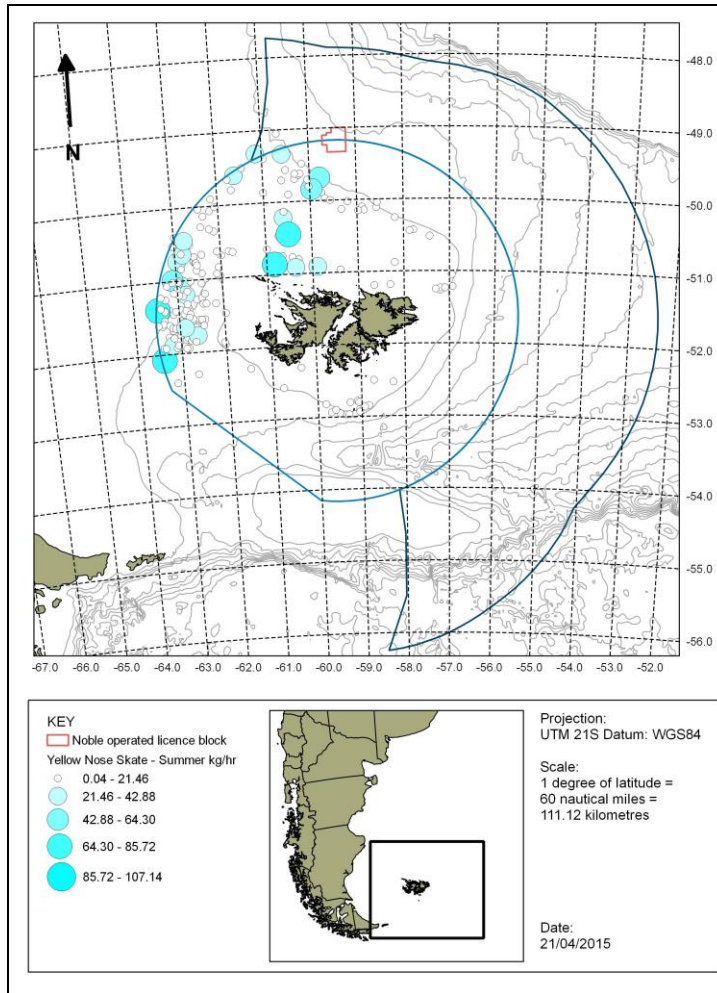 -48.0
-49.0
-50.0
-51.0
-52.0
-53.0
-54.0
-55.0
-56.0
N
-67.0 -66.0 -65.0 -64.0 -63.0 -62.0 -61.0 -60.0 -59.0 -58.0 -57.0 -56.0 -55.0 -54.0 -53.0 -52.0
KEY
Noble operated licence block
Yellow Nose Skate - Summer kg/hr
0.04 - 21.46
21.46 - 42.88
42.88 - 64.30
64.30 - 85.72
85.72 - 107.14
Projection:
UTM 21S Datum: WGS84
Scale:
1 degree of latitude =
60 nautical miles =
111.12 kilometres
Date:
21/04/2015